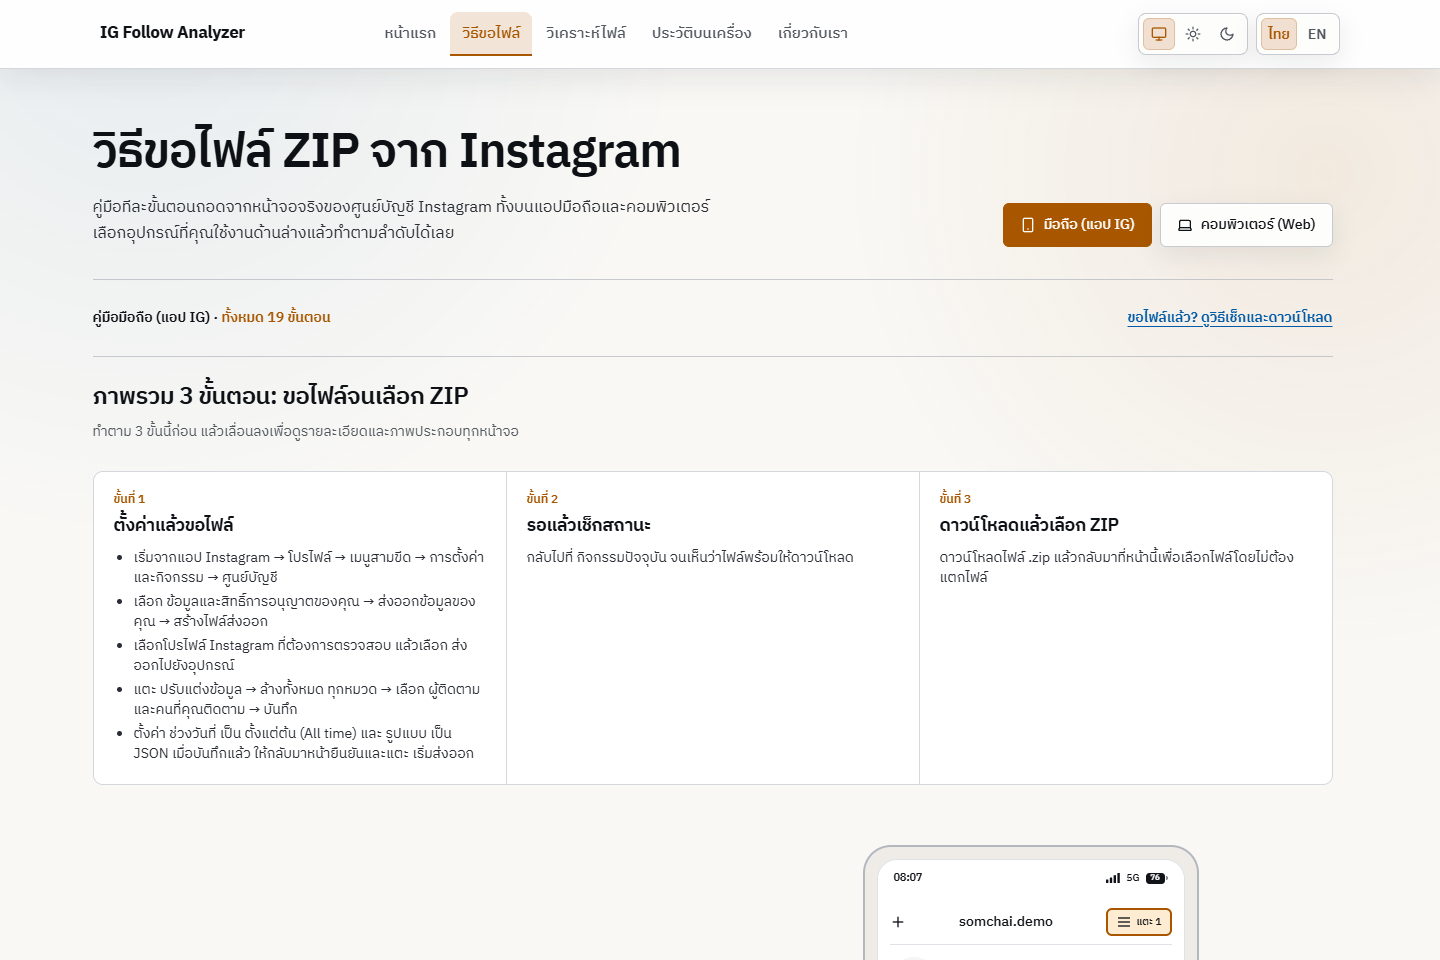 IG Follow Analyzer
หน้าแรก
วิธีขอไฟล์
วิเคราะห์ไฟล์
ประวัติบนเครื่อง
เกี่ยวกับเรา
ไทย
EN
วิธีขอไฟล์ ZIP จาก Instagram
คู่มือทีละขั้นตอนถอดจากหน้าจอจริงของศูนย์บัญชี Instagram ทั้งบนแอปมือถือและคอมพิวเตอร์
เลือกอุปกรณ์ที่คุณใช้งานด้านล่างแล้วทำตามลำดับได้เลย
มือถือ (แอป IG)
คอมพิวเตอร์ (Web)
คู่มือมือถือ (แอป IG) · ทั้งหมด 19 ขั้นตอน
ขอไฟล์แล้ว? ดูวิธีเช็กและดาวน์โหลด
ภาพรวม 3 ขั้นตอน: ขอไฟล์จนเลือก ZIP
ทำตาม 3 ขั้นนี้ก่อน แล้วเลื่อนลงเพื่อดูรายละเอียดและภาพประกอบทุกหน้าจอ
ขั้นที่ 1
ตั้งค่าแล้วขอไฟล์
• เริ่มจากแอป Instagram → โปรไฟล์ → เมนูสามขีด → การตั้งค่า
และกิจกรรม → ศูนย์บัญชี
• เลือก ข้อมูลและสิทธิ์การอนุญาตของคุณ → ส่งออกข้อมูลของ
คุณ → สร้างไฟล์ส่งออก
• เลือกโปรไฟล์ Instagram ที่ต้องการตรวจสอบ แล้วเลือก ส่ง
ออกไปยังอุปกรณ์
• แตะ ปรับแต่งข้อมูล → ล้างทั้งหมด ทุกหมวด → เลือก ผู้ติดตาม
และคนที่คุณติดตาม → บันทึก
• ตั้งค่า ช่วงวันที่ เป็น ตั้งแต่ต้น (All time) และ รูปแบบ เป็น
JSON เมื่อบันทึกแล้ว ให้กลับมาหน้ายืนยันและแตะ เริ่มส่งออก
ขั้นที่ 2
รอแล้วเช็กสถานะ
กลับไปที่ กิจกรรมปัจจุบัน จนเห็นว่าไฟล์พร้อมให้ดาวน์โหลด
ขั้นที่ 3
ดาวน์โหลดแล้วเลือก ZIP
ดาวน์โหลดไฟล์ .zip แล้วกลับมาที่หน้านี้เพื่อเลือกไฟล์โดยไม่ต้อง
แตกไฟล์
08:07
5G
76
somchai.demo
แตะ 1